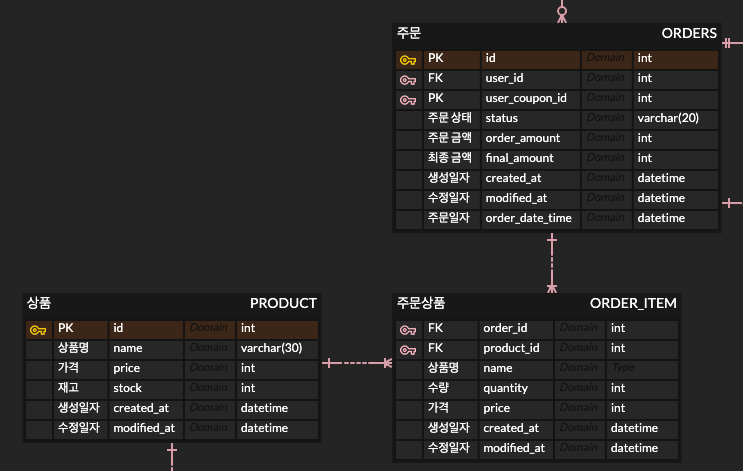 주문 ORDERS
PK id Domain int
FK user_id Domain int
PK user_coupon_id Domain int
주문 상태 status Domain varchar(20)
주문 금액 order_amount Domain int
최종 금액 final_amount Domain int
생성일자 created_at Domain datetime
수정일자 modified_at Domain datetime
주문일자 order_date_time Domain datetime
상품 PRODUCT
PK id Domain int
상품명 name Domain varchar(30)
가격 price Domain int
재고 stock Domain int
생성일자 created_at Domain datetime
수정일자 modified_at Domain datetime
주문상품 ORDER_ITEM
FK order_id Domain int
FK product_id Domain int
상품명 name Domain Type
수량 quantity Domain int
가격 price Domain int
생성일자 created_at Domain datetime
수정일자 modified_at Domain datetime